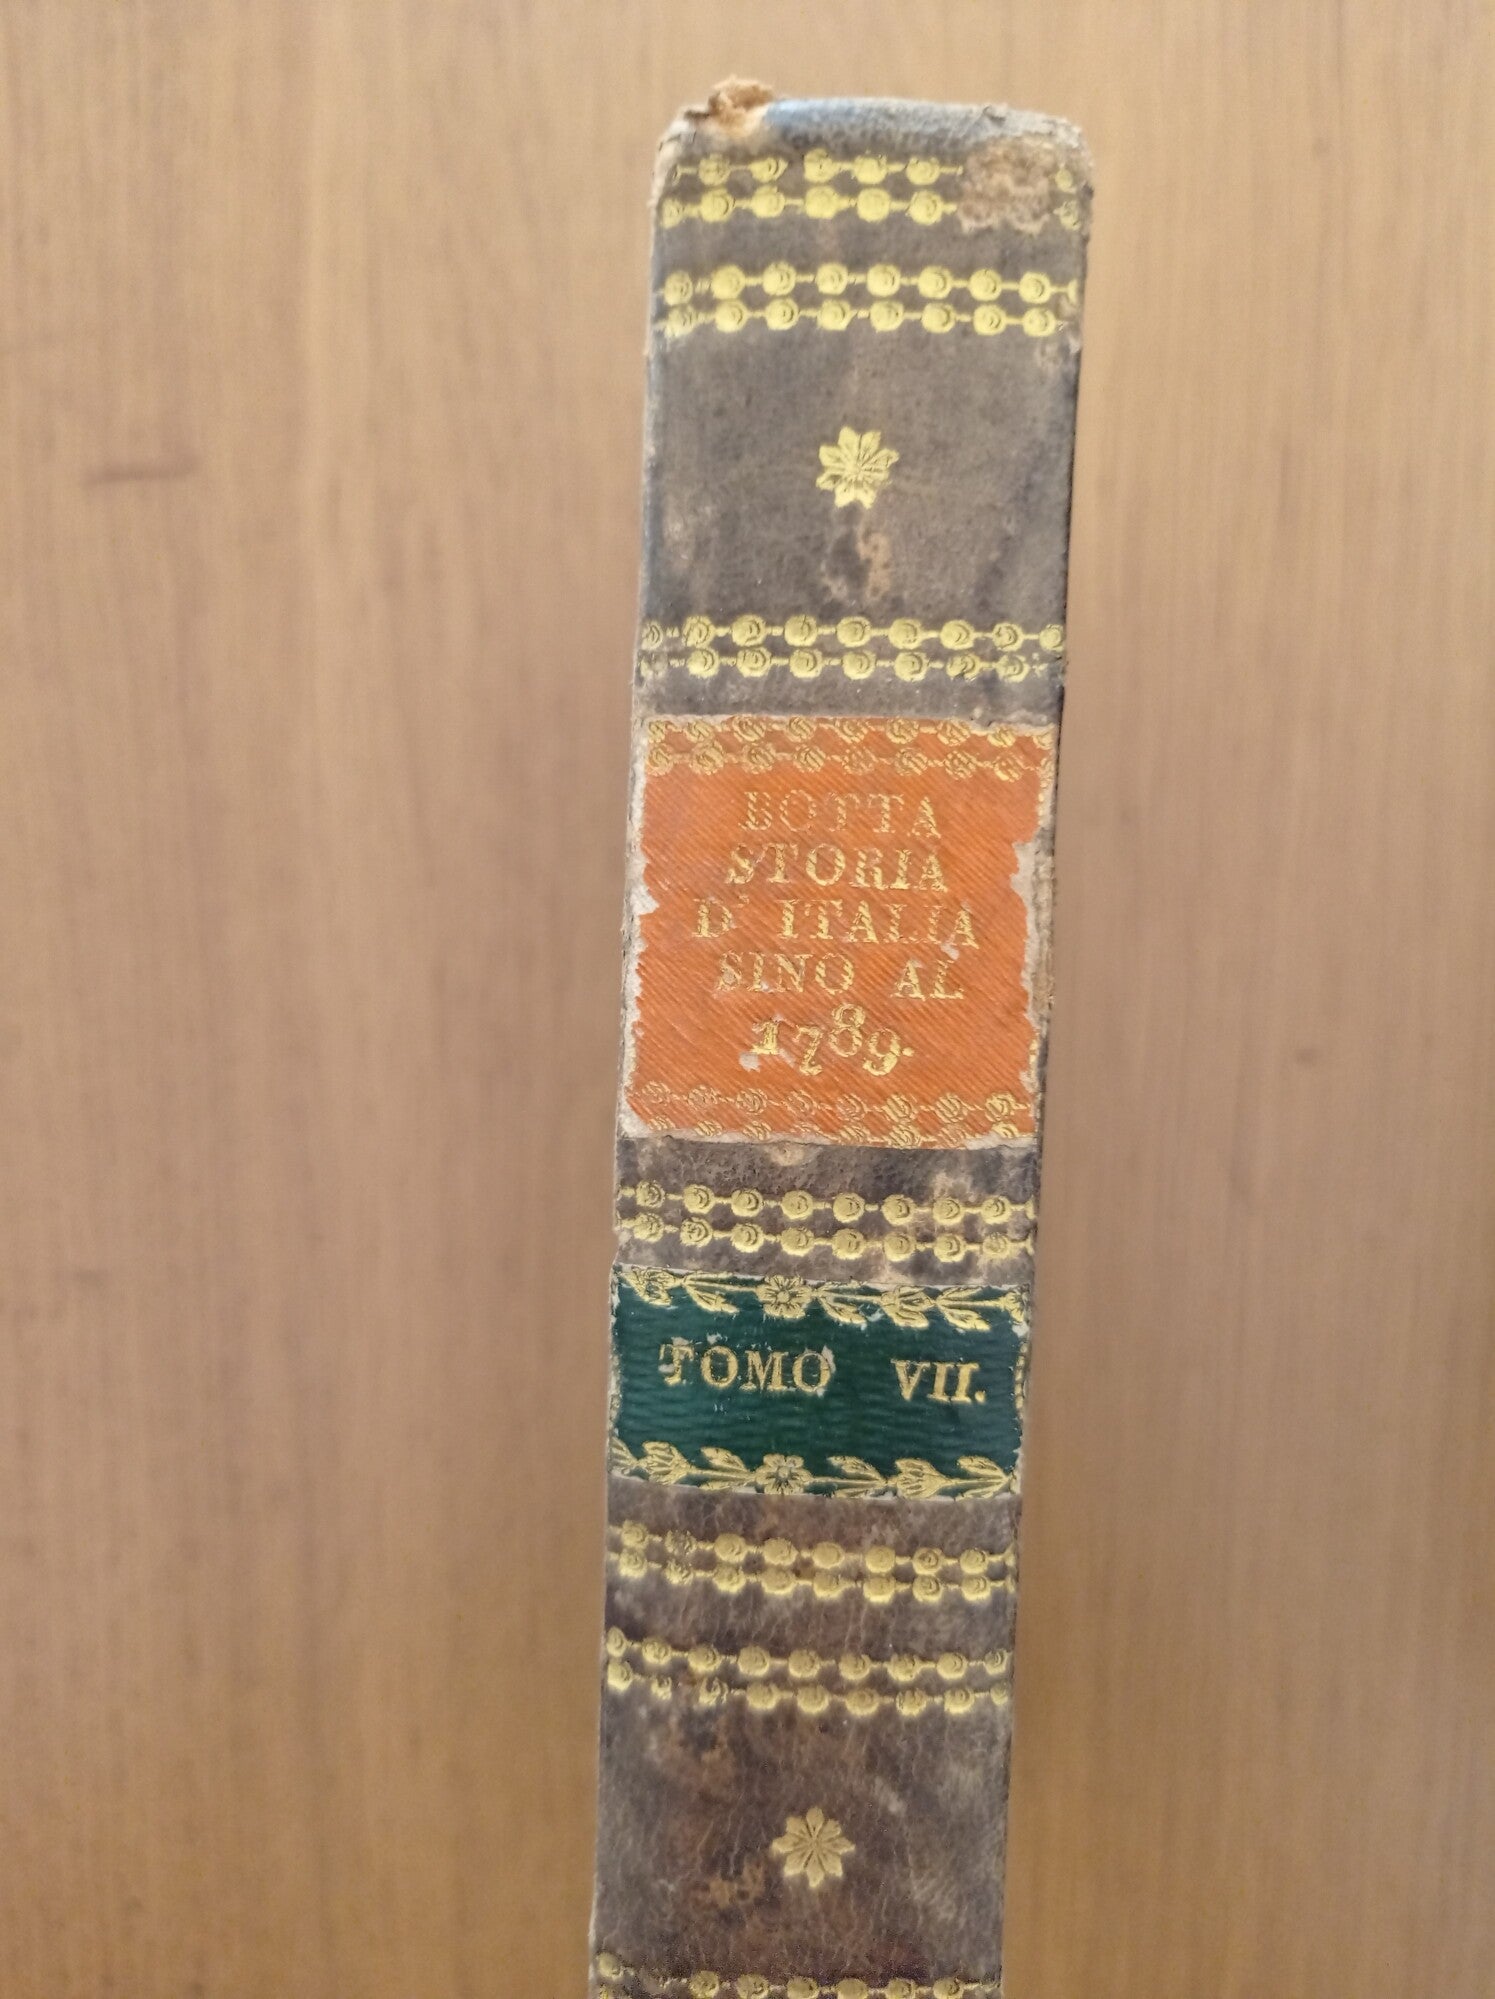 BOTTA
STORIA
D' ITALIA
SINO AL
1789.
TOMO VII.